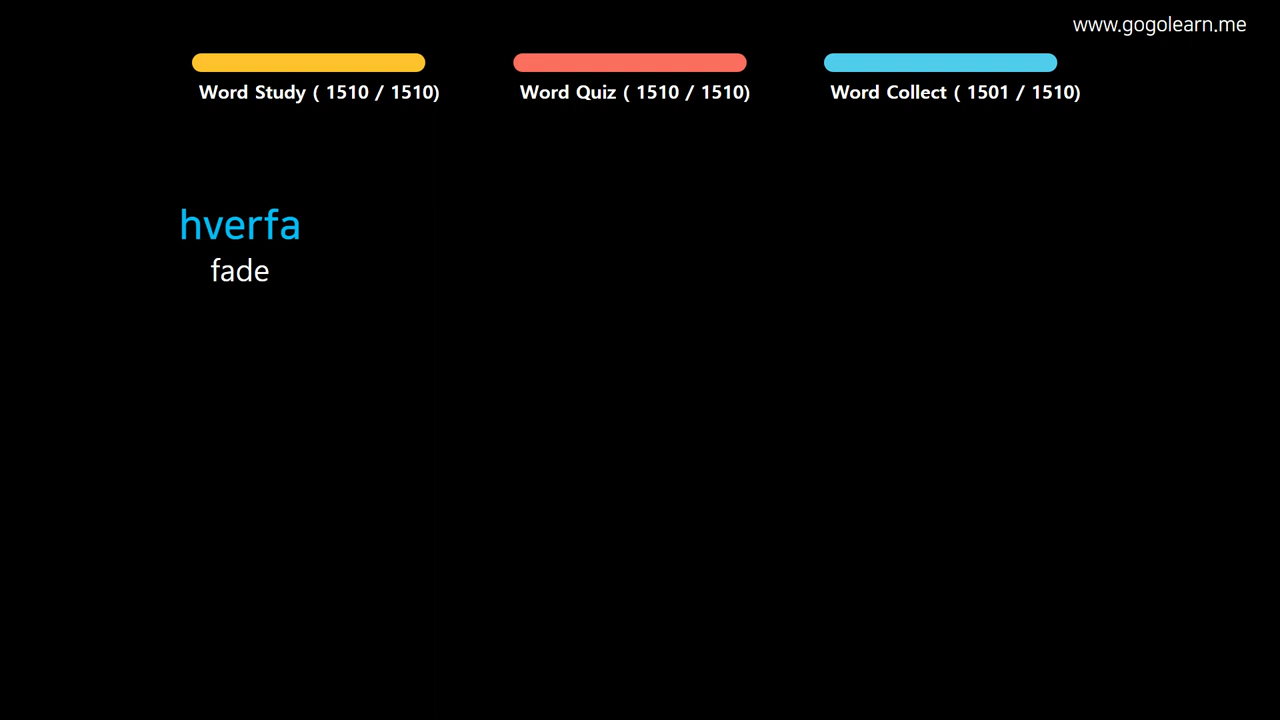 www.gogolearn.me
Word Study ( 1510 / 1510)
Word Quiz ( 1510 / 1510)
Word Collect ( 1501 / 1510)
hverfa
fade